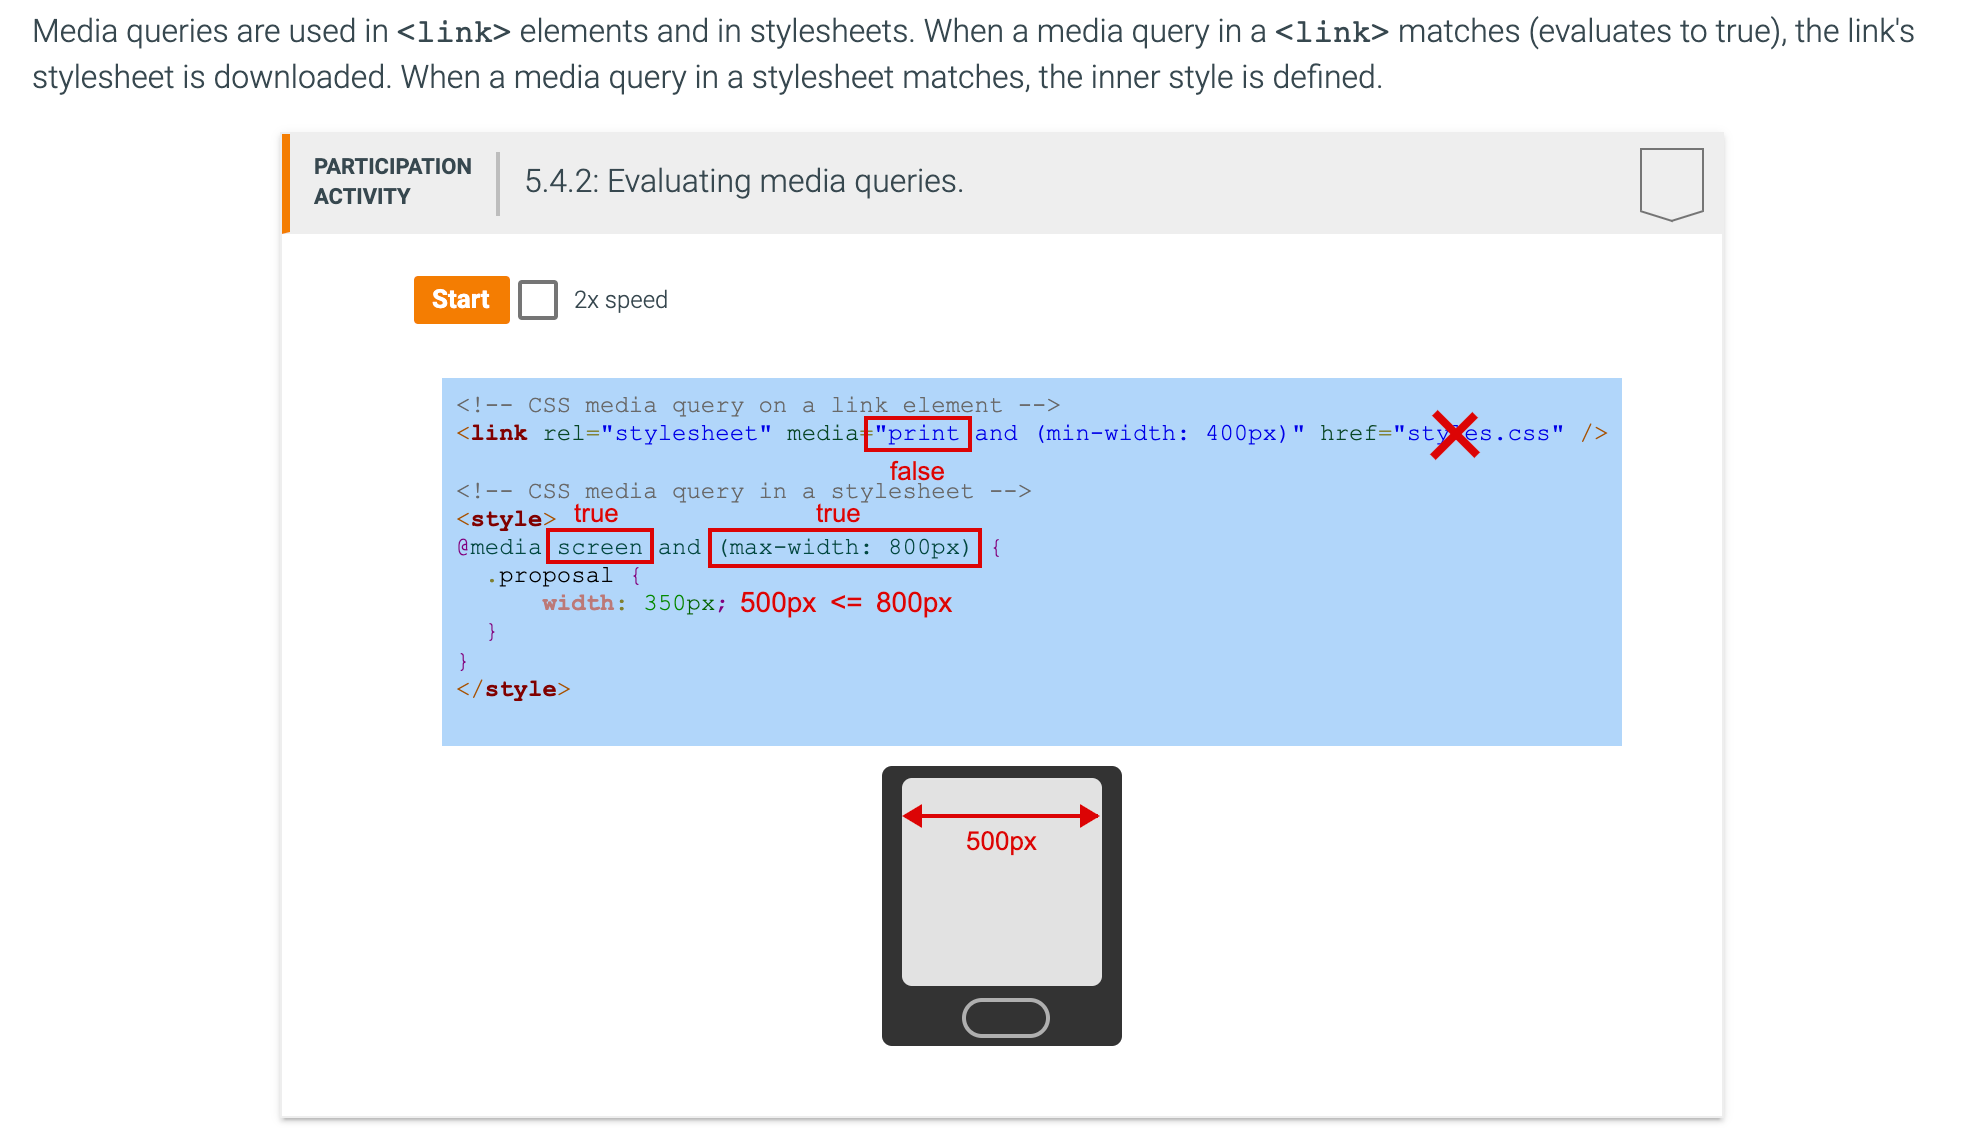 Media queries are used in <link> elements and in stylesheets. When a media query in a <link> matches (evaluates to true), the link's
stylesheet is downloaded. When a media query in a stylesheet matches, the inner style is defined.
PARTICIPATION
ACTIVITY
5.4.2: Evaluating media queries.
Start
2x speed
<!-- CSS media query on a link element -->
<link rel="stylesheet" media="print and (min-width: 400px)" href="styles.css" />
false
<!-- CSS media query in a stylesheet -->
true true
<style>
@media screen and (max-width: 800px) {
.proposal {
width: 350px; 500px <= 800px
}
}
</style>
500px